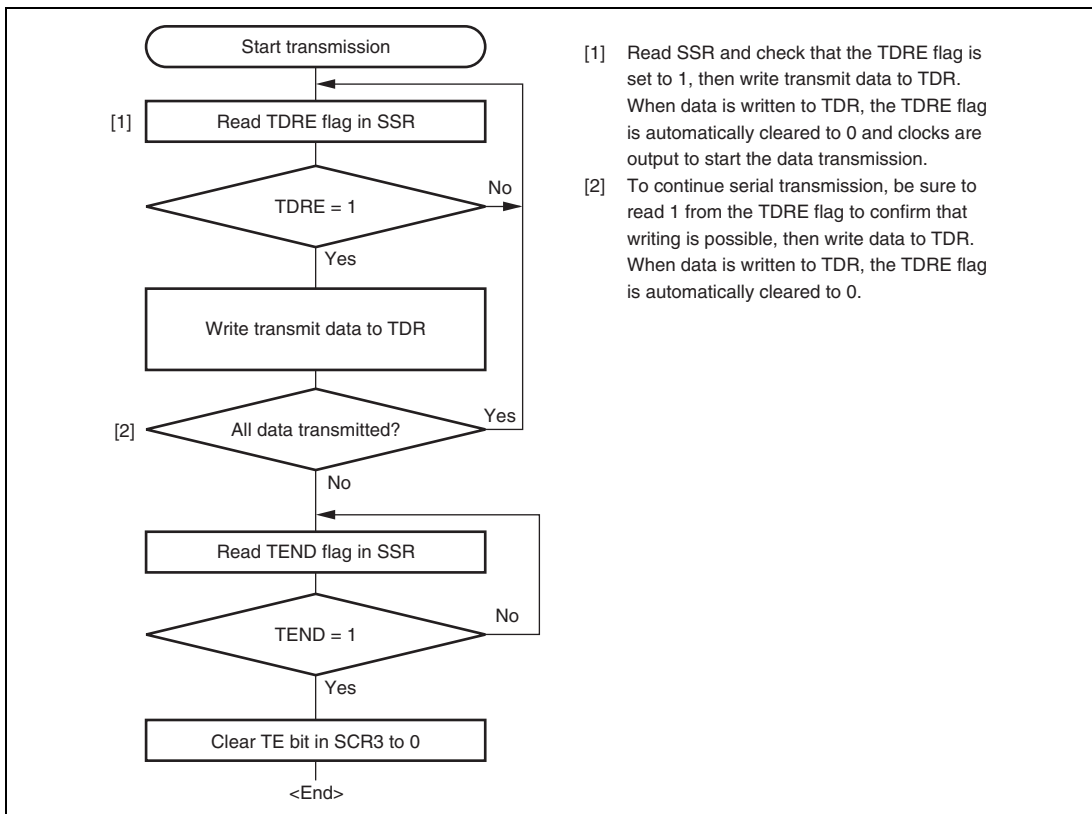 Start transmission
[1]
Read TDRE flag in SSR
TDRE = 1
No
Yes
Write transmit data to TDR
[2]
All data transmitted?
Yes
No
Read TEND flag in SSR
TEND = 1
No
Yes
Clear TE bit in SCR3 to 0
<End>
[1] Read SSR and check that the TDRE flag is
set to 1, then write transmit data to TDR.
When data is written to TDR, the TDRE flag
is automatically cleared to 0 and clocks are
output to start the data transmission.
[2] To continue serial transmission, be sure to
read 1 from the TDRE flag to confirm that
writing is possible, then write data to TDR.
When data is written to TDR, the TDRE flag
is automatically cleared to 0.